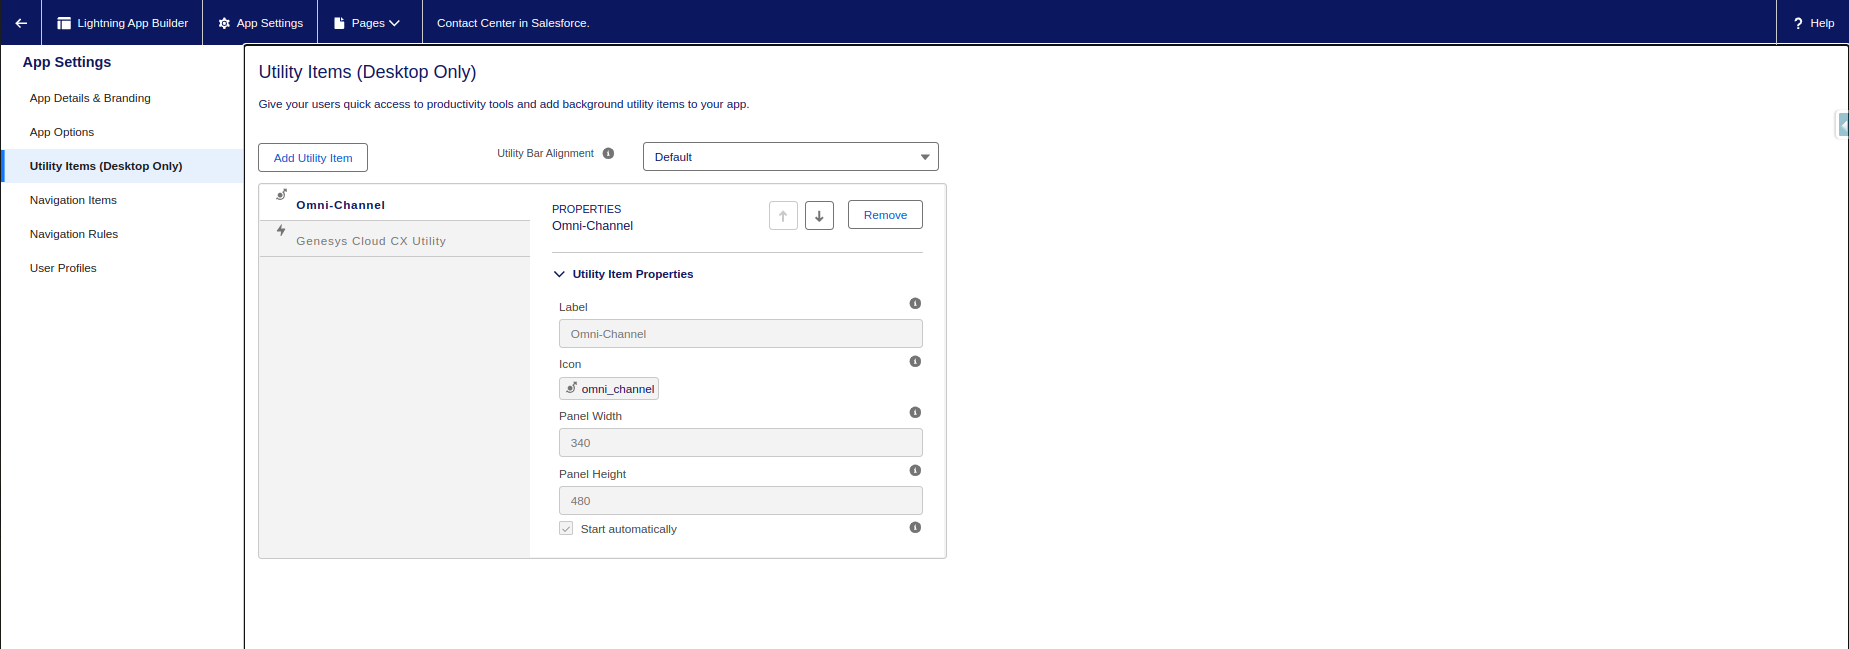 Lightning App Builder
App Settings
Pages
Contact Center in Salesforce.
? Help
App Settings
App Details & Branding
App Options
Utility Items (Desktop Only)
Navigation Items
Navigation Rules
User Profiles
Utility Items (Desktop Only)
Give your users quick access to productivity tools and add background utility items to your app.
Add Utility Item
Utility Bar Alignment
Default
Omni-Channel
Genesys Cloud CX Utility
PROPERTIES
Omni-Channel
Remove
Utility Item Properties
Label
Omni-Channel
Icon
omni_channel
Panel Width
340
Panel Height
480
Start automatically